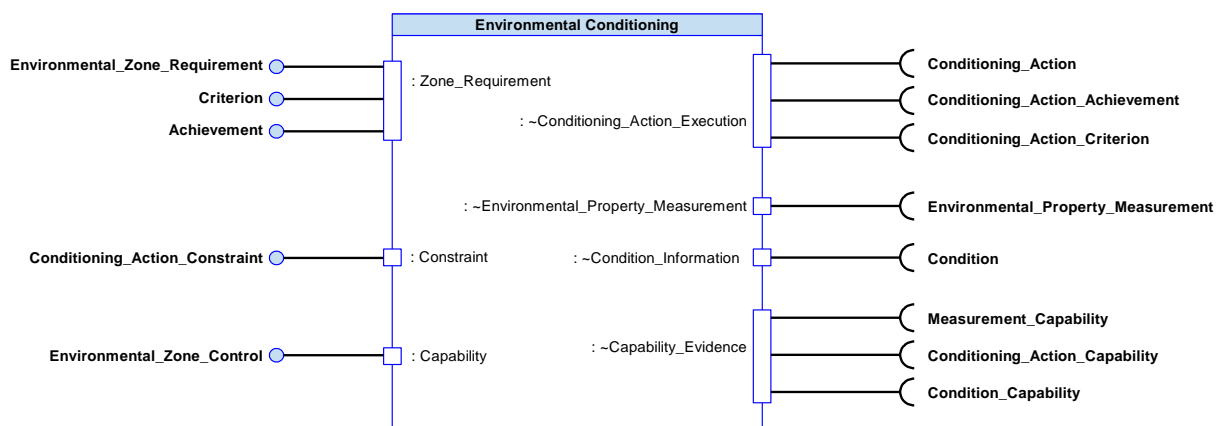 Environmental Conditioning
Environmental_Zone_Requirement
Criterion
Achievement
: Zone_Requirement
Conditioning_Action_Constraint
: Constraint
Environmental_Zone_Control
: Capability
: ~Conditioning_Action_Execution
Conditioning_Action
Conditioning_Action_Achievement
Conditioning_Action_Criterion
: ~Environmental_Property_Measurement
Environmental_Property_Measurement
: ~Condition_Information
Condition
: ~Capability_Evidence
Measurement_Capability
Conditioning_Action_Capability
Condition_Capability